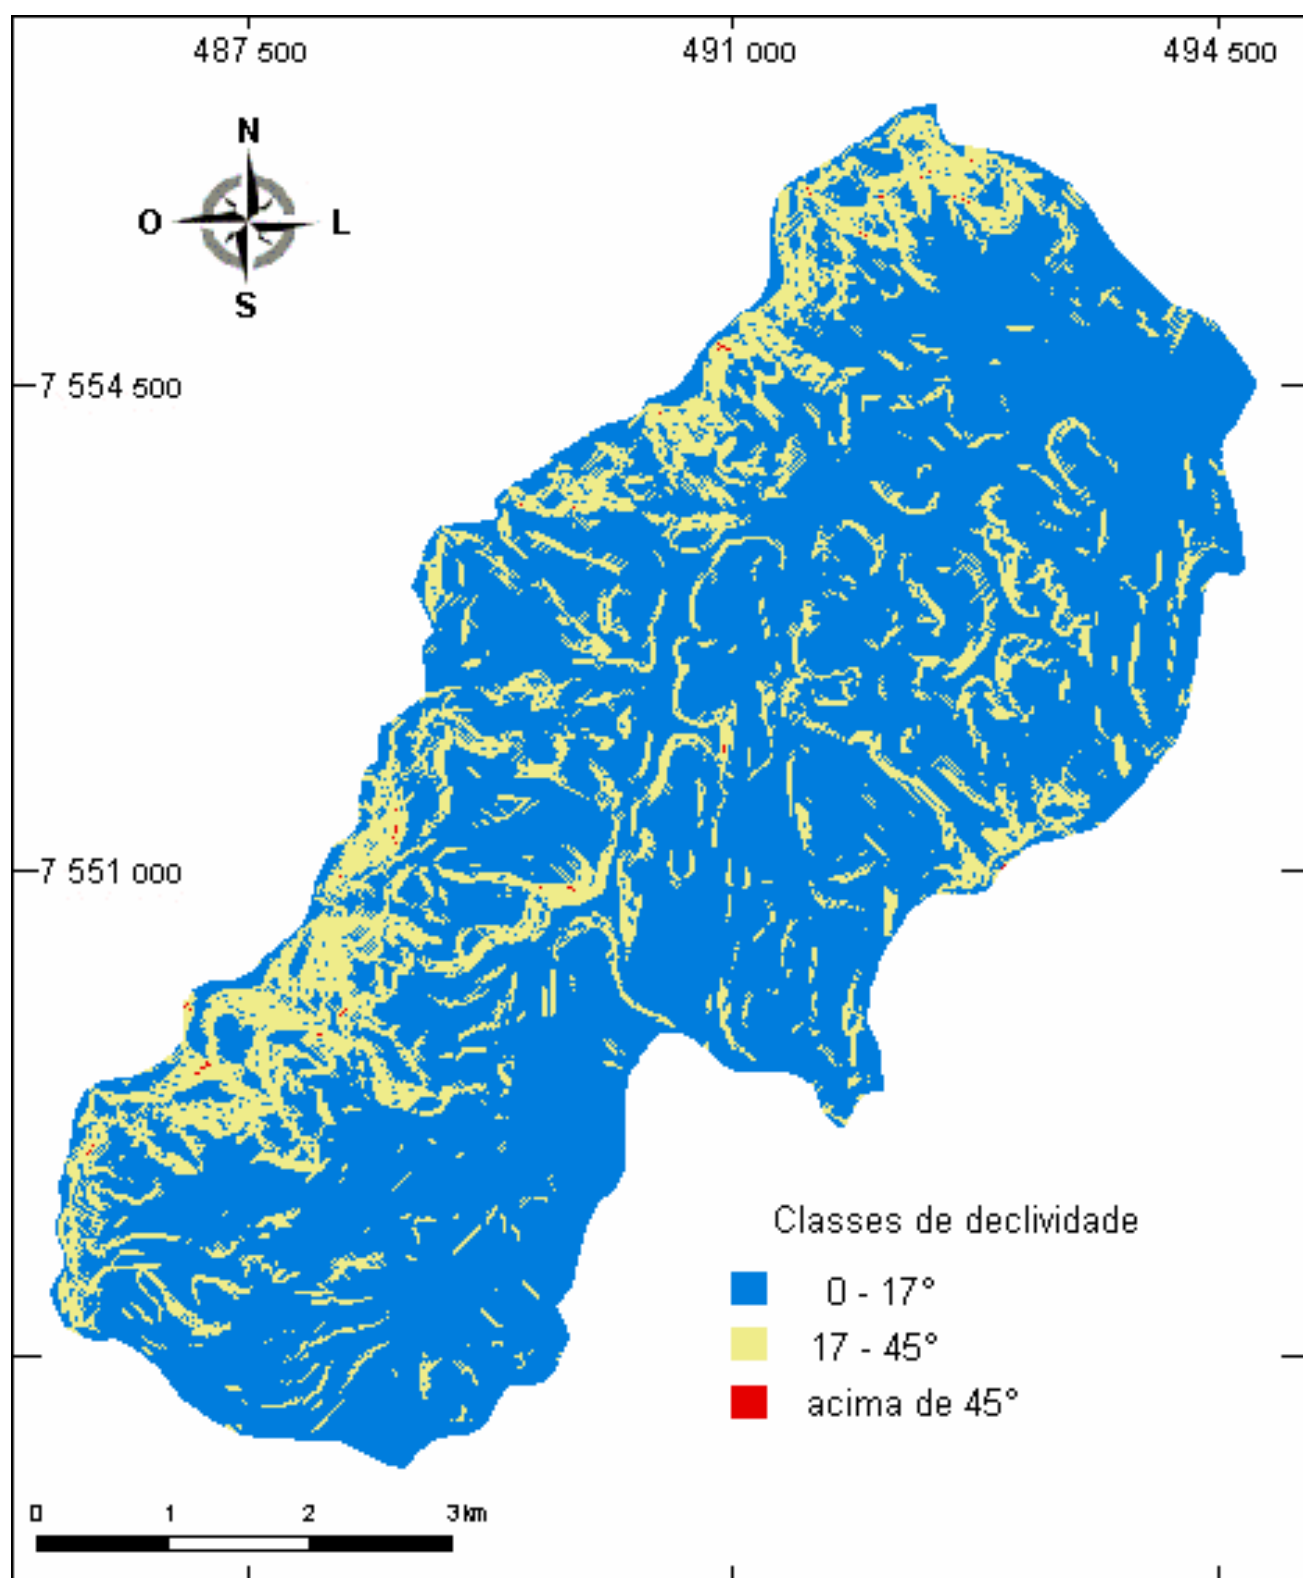 487 500 491 000 494 500
N
O L
S
7 554 500
7 551 000
Classes de declividade
0 - 17°
17 - 45°
acima de 45°
0 1 2 3 km